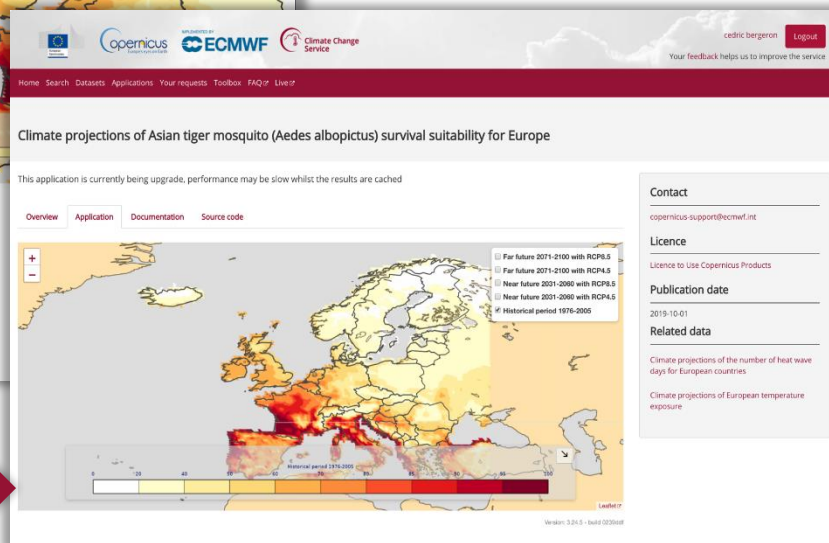 opernicus
IMPLEMENTED BY
ECMWF
Climate Change
Service
cedric bergeron
Logout
Your feedback helps us to improve the service
Home Search Datasets Applications Your requests Toolbox FAQ Live
Climate projections of Asian tiger mosquito (Aedes albopictus) survival suitability for Europe
This application is currently being upgrade, performance may be slow whilst the results are cached
Overview Application Documentation Source code
+
−
Far future 2071-2100 with RCP8.5
Far future 2071-2100 with RCP4.5
Near future 2031-2060 with RCP8.5
Near future 2031-2060 with RCP4.5
Historical period 1976-2005
Historical period 1976-2005
0 20 40 100
Leaflet
Version: 3.24.5 - build
Contact
copernicus-support@ecmwf.int
Licence
Licence to Use Copernicus Products
Publication date
2019-10-01
Related data
Climate projections of the number of heat wave
days for European countries
Climate projections of European temperature
exposure